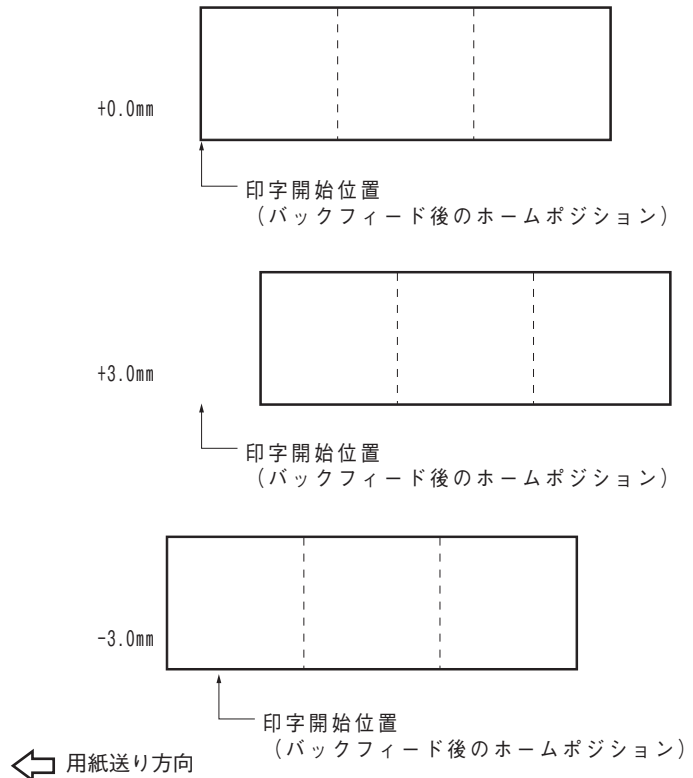 +0.0mm
印字開始位置
（バックフィード後のホームポジション）
+3.0mm
印字開始位置
（バックフィード後のホームポジション）
-3.0mm
印字開始位置
（バックフィード後のホームポジション）
用紙送り方向